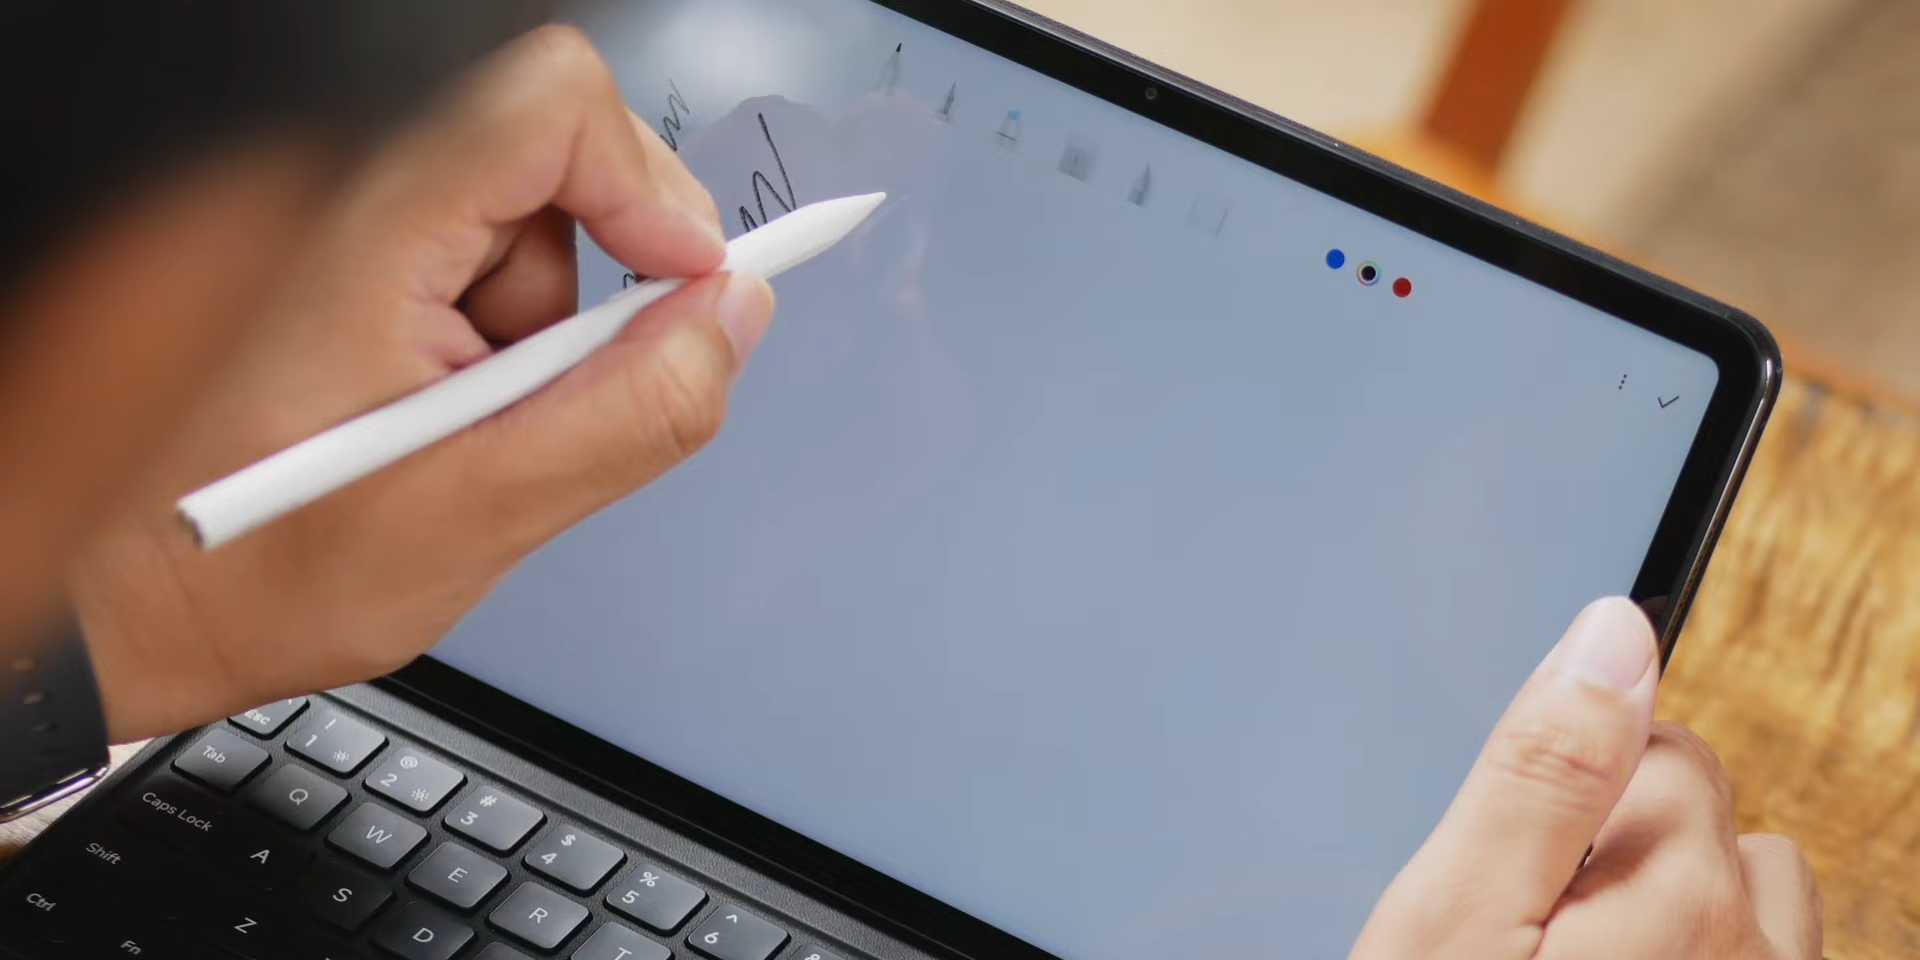 Esc ! 1 @ 2 # 3 $ 4 % 5 ^ 6 &
Tab Q W E R T
Caps Lock A S D
Shift Z
Ctrl Fn